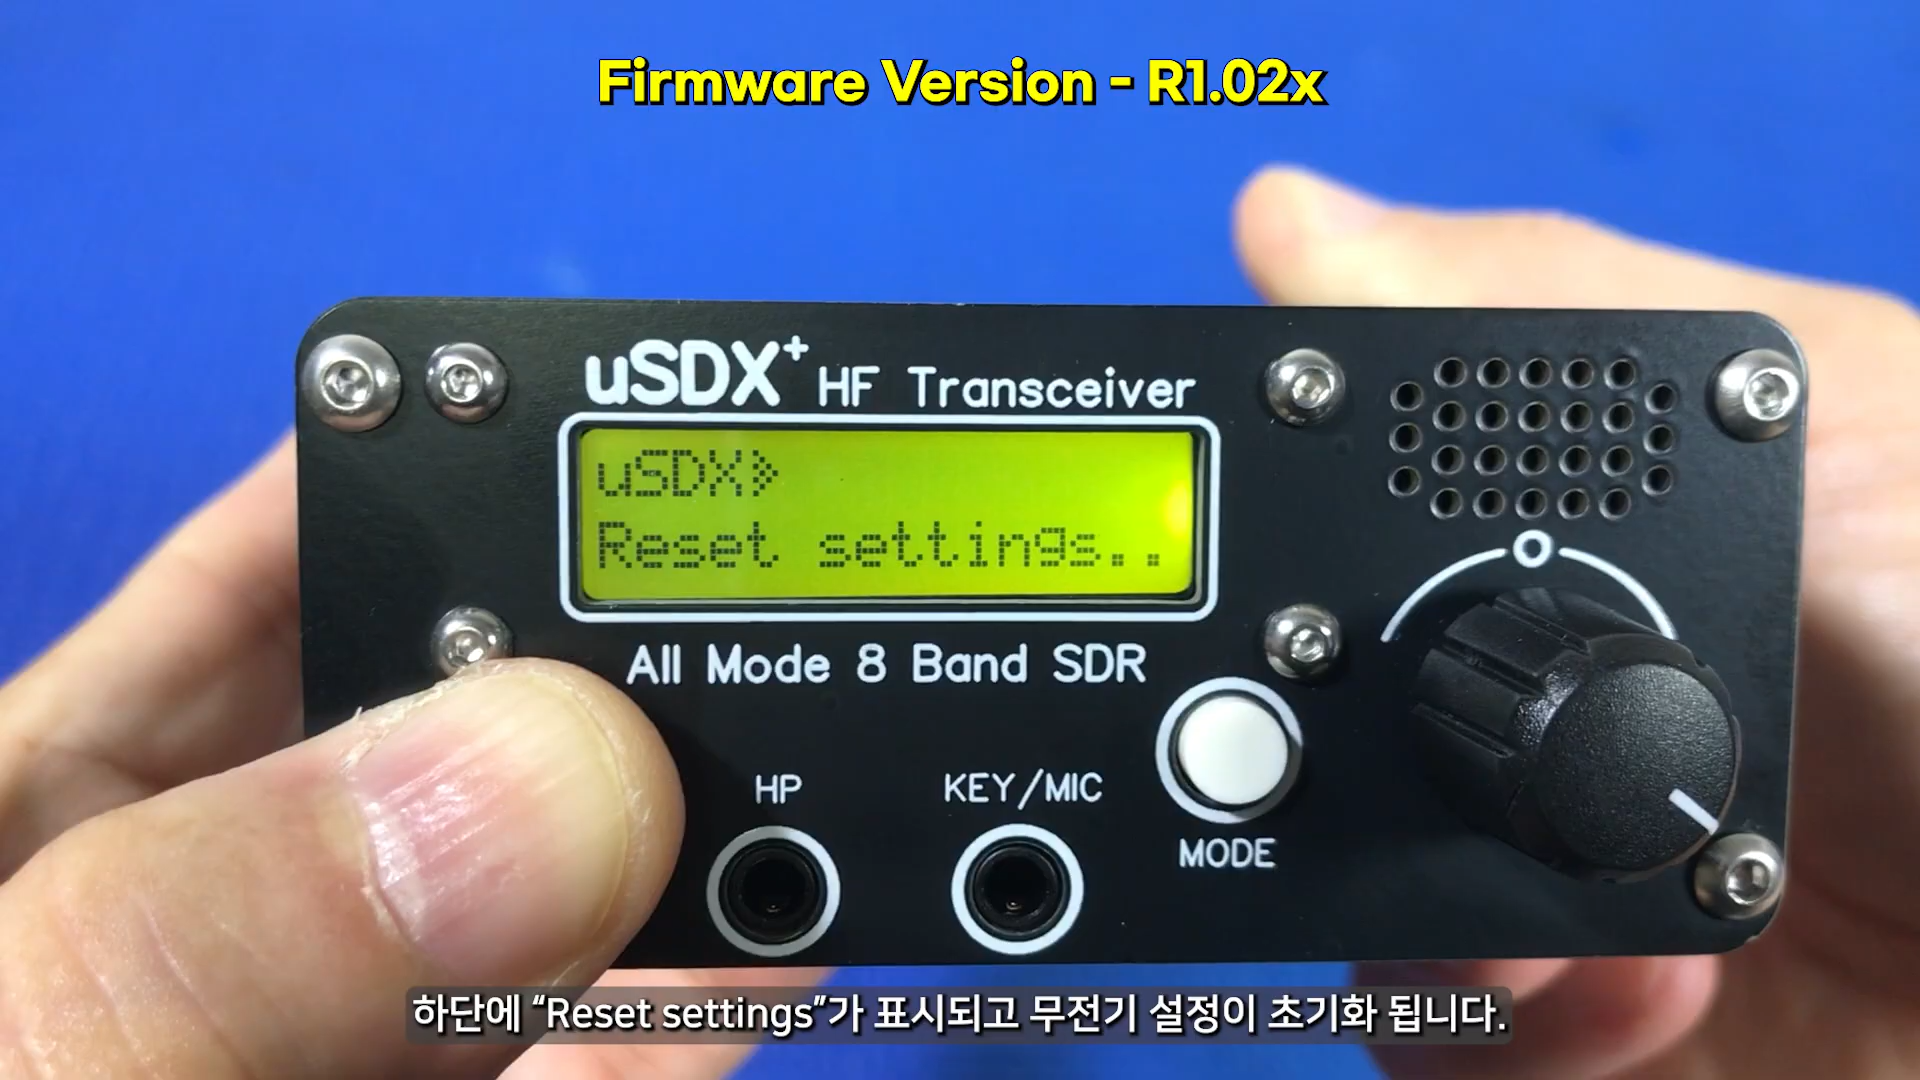 Firmware Version - R1.02x
uSDX+ HF Transceiver
uSDX»
Reset settings..
All Mode 8 Band SDR
HP
KEY/MIC
MODE
하단에 “Reset settings”가 표시되고 무전기 설정이 초기화 됩니다.